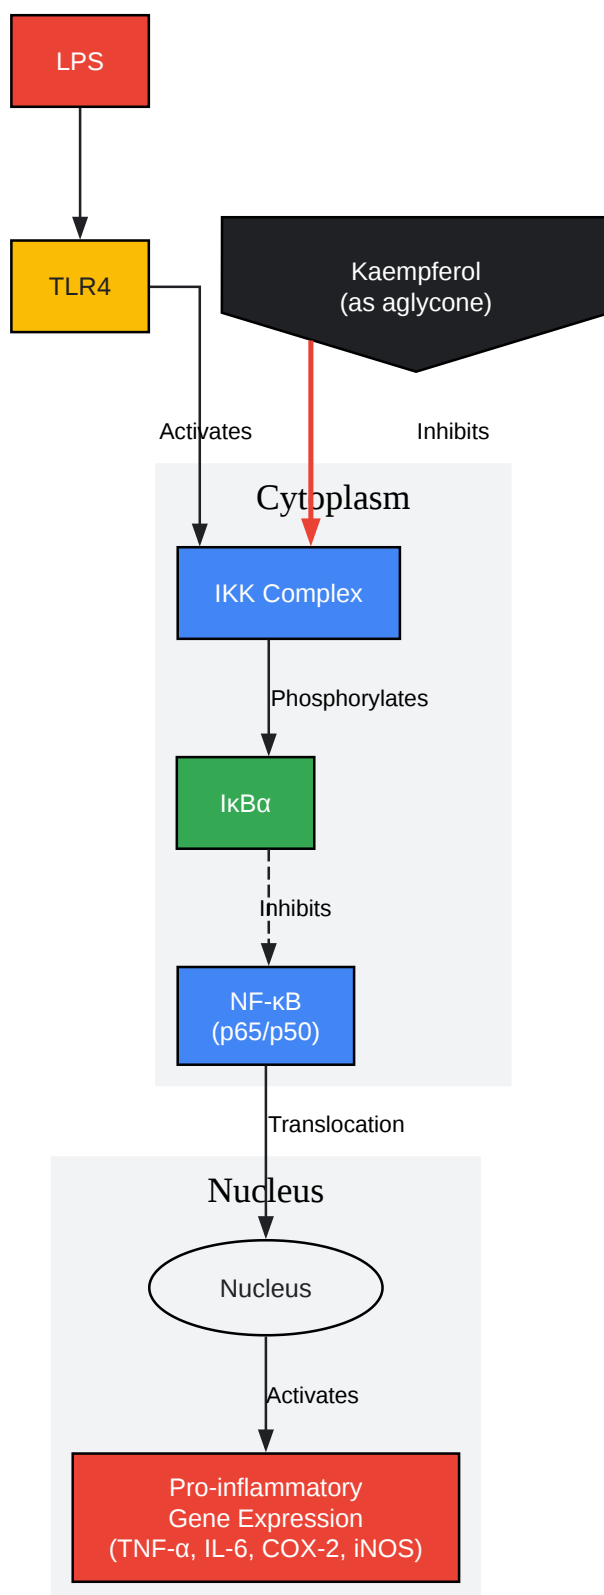 LPS
TLR4
Kaempferol
(as aglycone)
Activates
Inhibits
Cytoplasm
IKK Complex
Phosphorylates
IκBα
Inhibits
NF-κB
(p65/p50)
Translocation
Nucleus
Nucleus
Activates
Pro-inflammatory
Gene Expression
(TNF-α, IL-6, COX-2, iNOS)